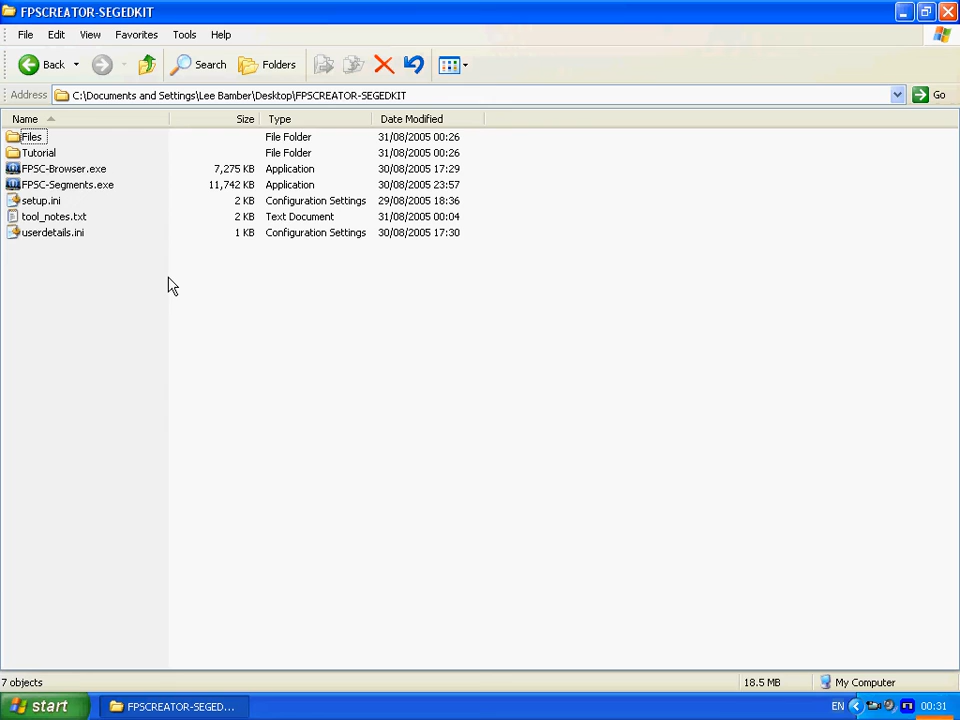 FPSCREATOR-SEGEDKIT
File Edit View Favorites Tools Help
Back Search Folders
Address C:\Documents and Settings\Lee Bamber\Desktop\FPSCREATOR-SEGEDKIT Go
Name Size Type Date Modified
Files File Folder 31/08/2005 00:26
Tutorial File Folder 31/08/2005 00:26
FPSC-Browser.exe 7,275 KB Application 30/08/2005 17:29
FPSC-Segments.exe 11,742 KB Application 30/08/2005 23:57
setup.ini 2 KB Configuration Settings 29/08/2005 18:36
tool_notes.txt 2 KB Text Document 31/08/2005 00:04
userdetails.ini 1 KB Configuration Settings 30/08/2005 17:30
7 objects 18.5 MB My Computer
start FPSCREATOR-SEGED... EN 00:31